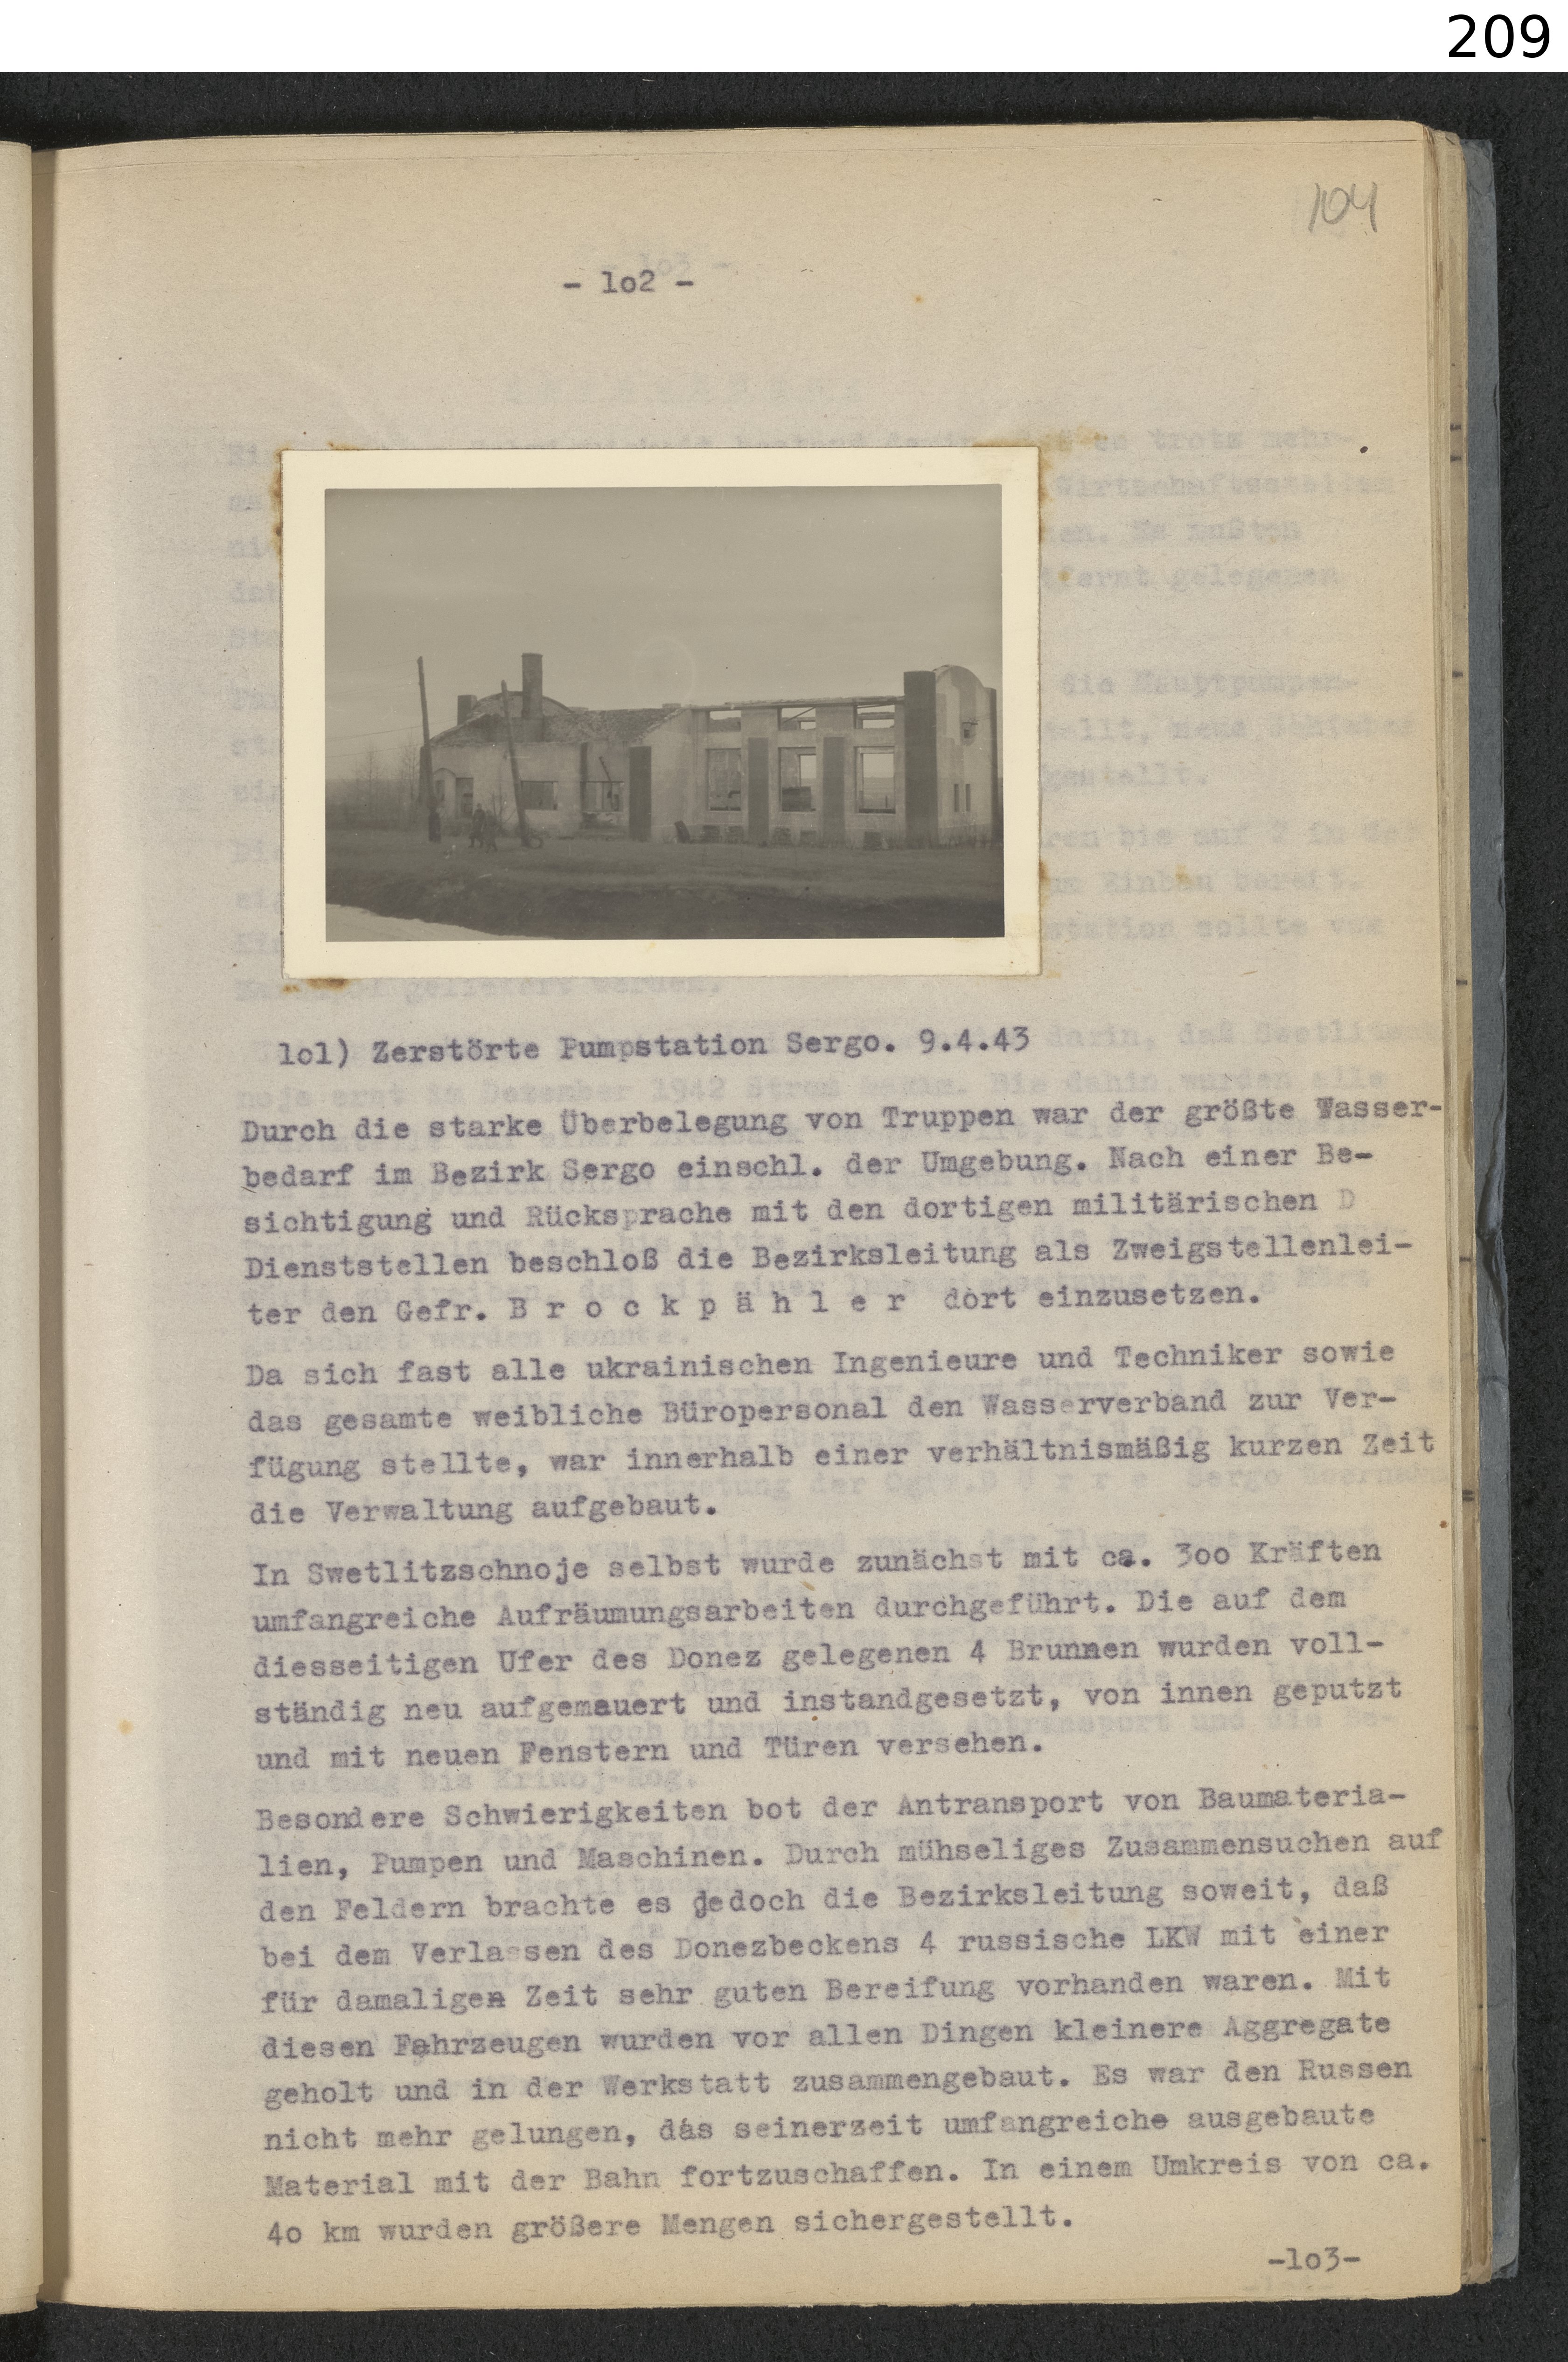 209
104
- lo2 -
lol) Zerstörte Pumpstation Sergo. 9.4.43
Durch die starke Überbelegung von Truppen war der größte Wasser-
bedarf im Bezirk Sergo einschl. der Umgebung. Nach einer Be-
sichtigung und Rücksprache mit den dortigen militärischen D
Dienststellen beschloß die Bezirksleitung als Zweigstellenlei-
ter den Gefr. B r o c k p ä h l e r dort einzusetzen.
Da sich fast alle ukrainischen Ingenieure und Techniker sowie
das gesamte weibliche Büropersonal den Wasserverband zur Ver-
fügung stellte, war innerhalb einer verhältnismäßig kurzen Zeit
die Verwaltung aufgebaut.
In Swetlitzschnoje selbst wurde zunächst mit ca. 3oo Kräften
umfangreiche Aufräumungsarbeiten durchgeführt. Die auf dem
diesseitigen Ufer des Donez gelegenen 4 Brunnen wurden voll-
ständig neu aufgemauert und instandgesetzt, von innen geputzt
und mit neuen Fenstern und Türen versehen.
Besondere Schwierigkeiten bot der Antransport von Baumateria-
lien, Pumpen und Maschinen. Durch mühseliges Zusammensuchen auf
den Feldern brachte es jedoch die Bezirksleitung soweit, daß
bei dem Verlassen des Donezbeckens 4 russische LKW mit einer
für damaligen Zeit sehr guten Bereifung vorhanden waren. Mit
diesen Fahrzeugen wurden vor allen Dingen kleinere Aggregate
geholt und in der Werkstatt zusammengebaut. Es war den Russen
nicht mehr gelungen, das seinerzeit umfangreiche ausgebaute
Material mit der Bahn fortzuschaffen. In einem Umkreis von ca.
4o km wurden größere Mengen sichergestellt.
-lo3-